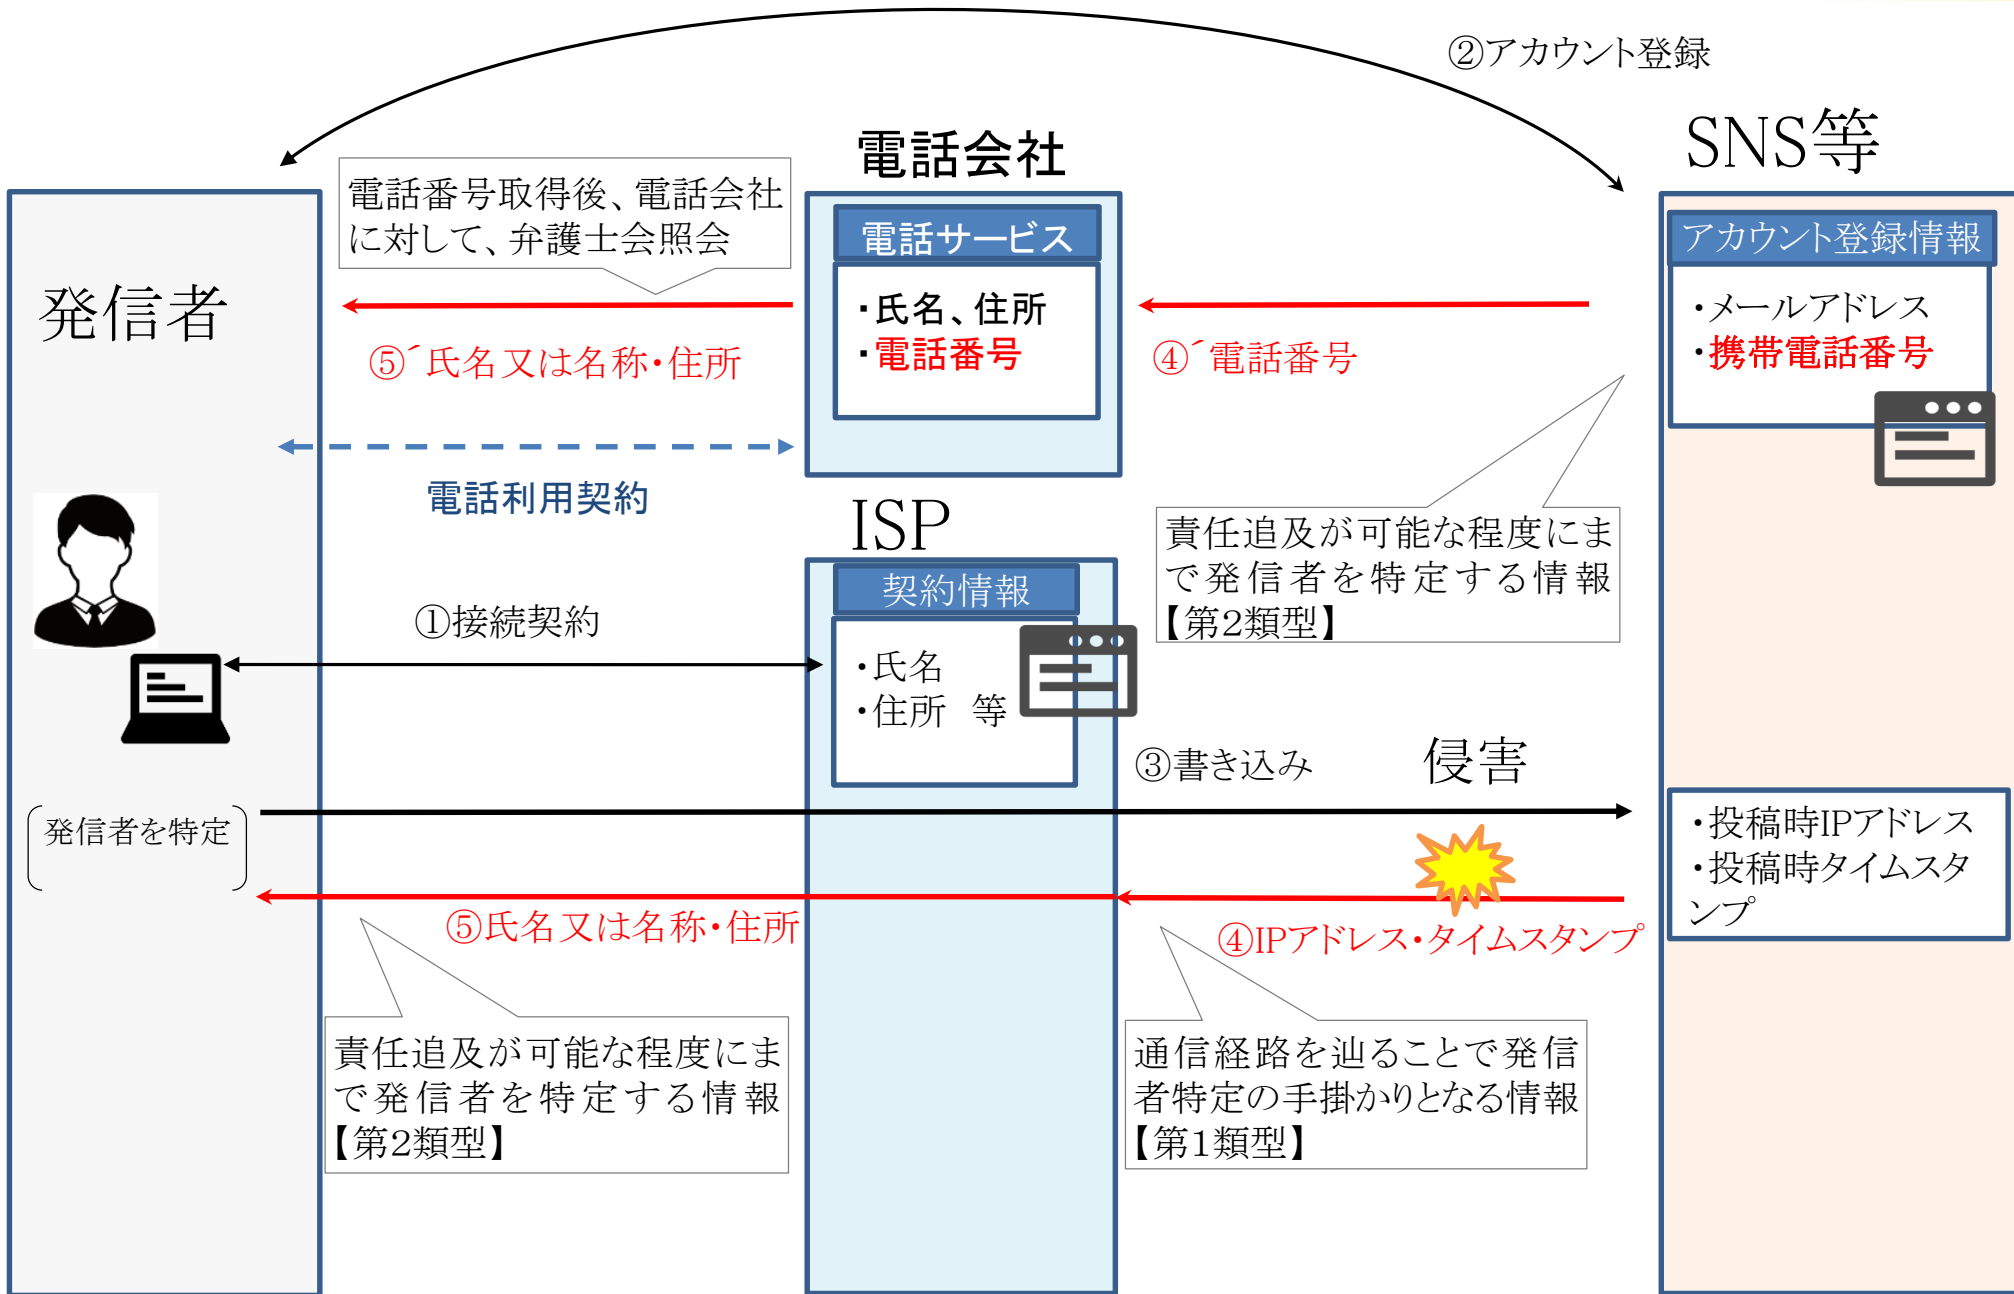 ②アカウント登録
電話会社
SNS等
電話番号取得後、電話会社
に対して、弁護士会照会
電話サービス
・氏名、住所
・電話番号
アカウント登録情報
・メールアドレス
・携帯電話番号
発信者
⑤´氏名又は名称・住所
④´電話番号
電話利用契約
ISP
責任追及が可能な程度にま
で発信者を特定する情報
【第2類型】
契約情報
・氏名
・住所 等
①接続契約
③書き込み
侵害
発信者を特定
・投稿時IPアドレス
・投稿時タイムスタ
ンプ
⑤氏名又は名称・住所
④IPアドレス・タイムスタンプ
責任追及が可能な程度にま
で発信者を特定する情報
【第2類型】
通信経路を辿ることで発信
者特定の手掛かりとなる情報
【第1類型】